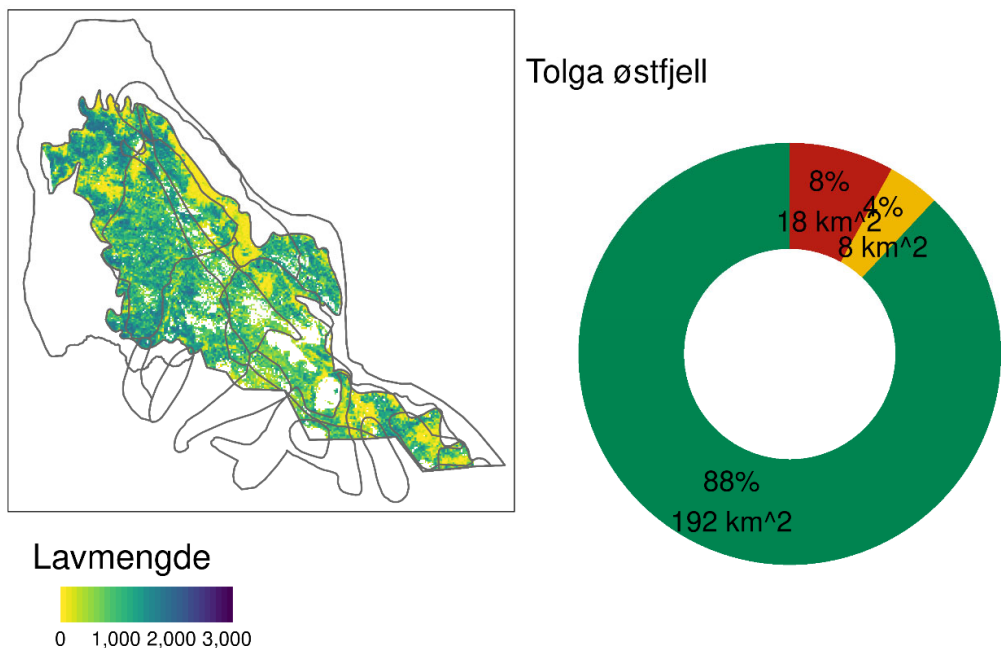 Tolga østfjell
8%
18 km^2
4%
8 km^2
88%
192 km^2
Lavmengde
0 1,000 2,000 3,000